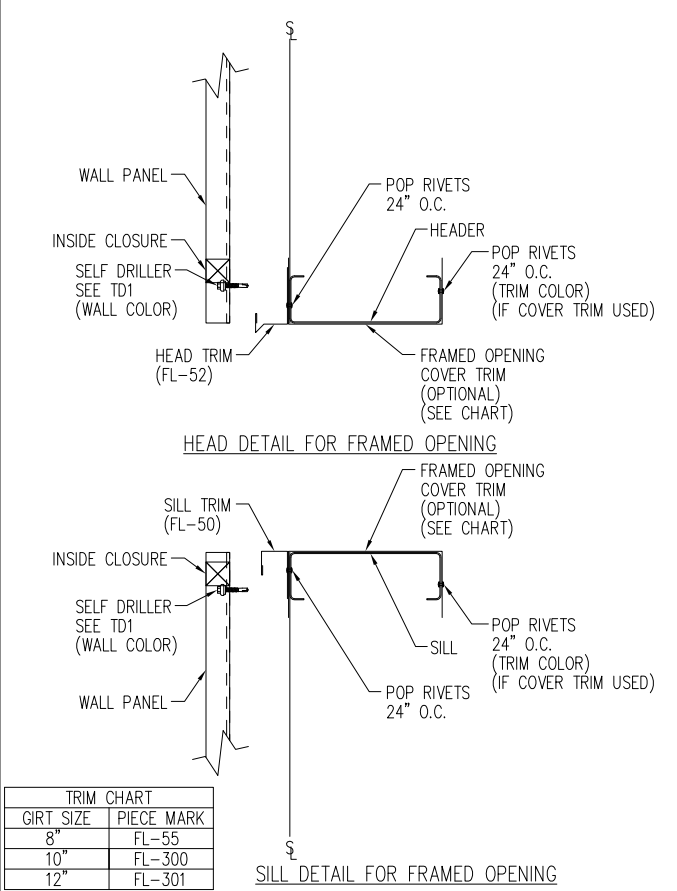 SL
WALL PANEL
POP RIVETS
24" O.C.
HEADER
INSIDE CLOSURE
SELF DRILLER
SEE TD1
(WALL COLOR)
POP RIVETS
24" O.C.
(TRIM COLOR)
(IF COVER TRIM USED)
HEAD TRIM
(FL-52)
FRAMED OPENING
COVER TRIM
(OPTIONAL)
(SEE CHART)
HEAD DETAIL FOR FRAMED OPENING
FRAMED OPENING
COVER TRIM
(OPTIONAL)
(SEE CHART)
SILL TRIM
(FL-50)
INSIDE CLOSURE
SELF DRILLER
SEE TD1
(WALL COLOR)
WALL PANEL
SILL
POP RIVETS
24" O.C.
(TRIM COLOR)
(IF COVER TRIM USED)
POP RIVETS
24" O.C.
TRIM CHART
GIRT SIZE PIECE MARK
8" FL-55
10" FL-300
12" FL-301
SL
SILL DETAIL FOR FRAMED OPENING